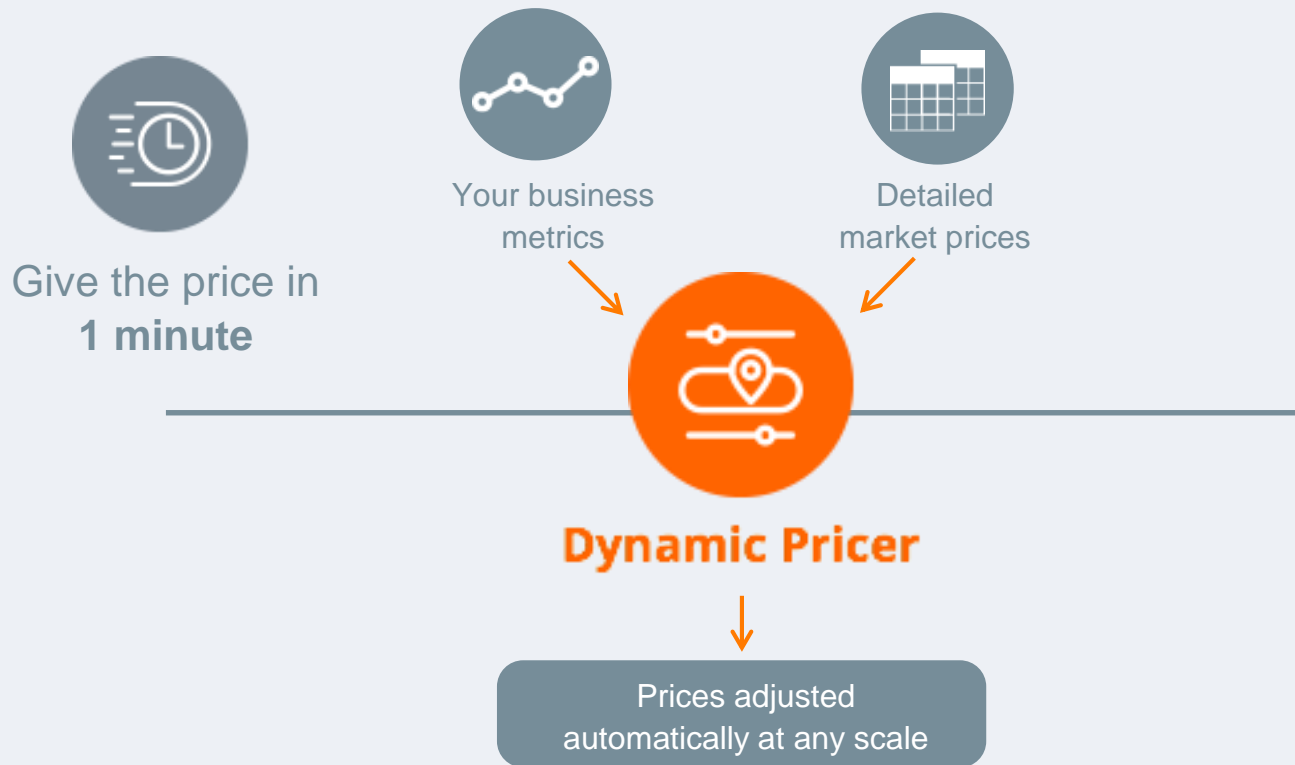 Give the price in
1 minute
Your business
metrics
Detailed
market prices
Dynamic Pricer
Prices adjusted
automatically at any scale